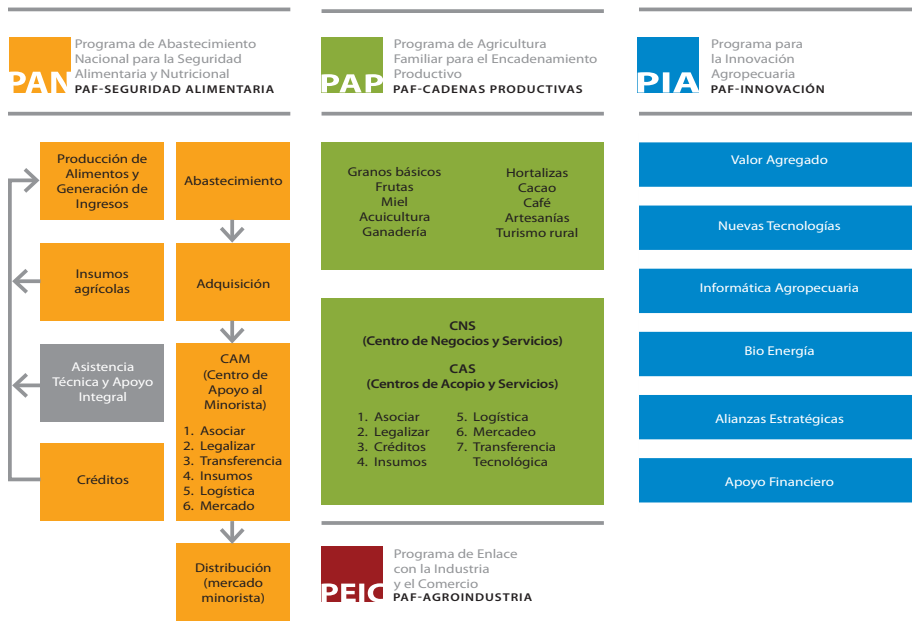 PAN
Programa de Abastecimiento
Nacional para la Seguridad
Alimentaria y Nutricional
PAF-SEGURIDAD ALIMENTARIA
Producción de
Alimentos y
Generación de
Ingresos
Insumos
agrícolas
Asistencia
Técnica y Apoyo
Integral
Créditos
Abastecimiento
Adquisición
CAM
(Centro de
Apoyo al
Minorista)
1. Asociar
2. Legalizar
3. Transferencia
4. Insumos
5. Logística
6. Mercado
Distribución
(mercado
minorista)
PAP
Programa de Agricultura
Familiar para el Encadenamiento
Productivo
PAF-CADENAS PRODUCTIVAS
Granos básicos
Frutas
Miel
Acuicultura
Ganadería
Hortalizas
Cacao
Café
Artesanías
Turismo rural
CNS
(Centro de Negocios y Servicios)
CAS
(Centros de Acopio y Servicios)
1. Asociar
2. Legalizar
3. Créditos
4. Insumos
5. Logística
6. Mercadeo
7. Transferencia
Tecnológica
PEIC
Programa de Enlace
con la Industria
y el Comercio
PAF-AGROINDUSTRIA
PIA
Programa para
la Innovación
Agropecuaria
PAF-INNOVACIÓN
Valor Agregado
Nuevas Tecnologías
Informática Agropecuaria
Bio Energía
Alianzas Estratégicas
Apoyo Financiero